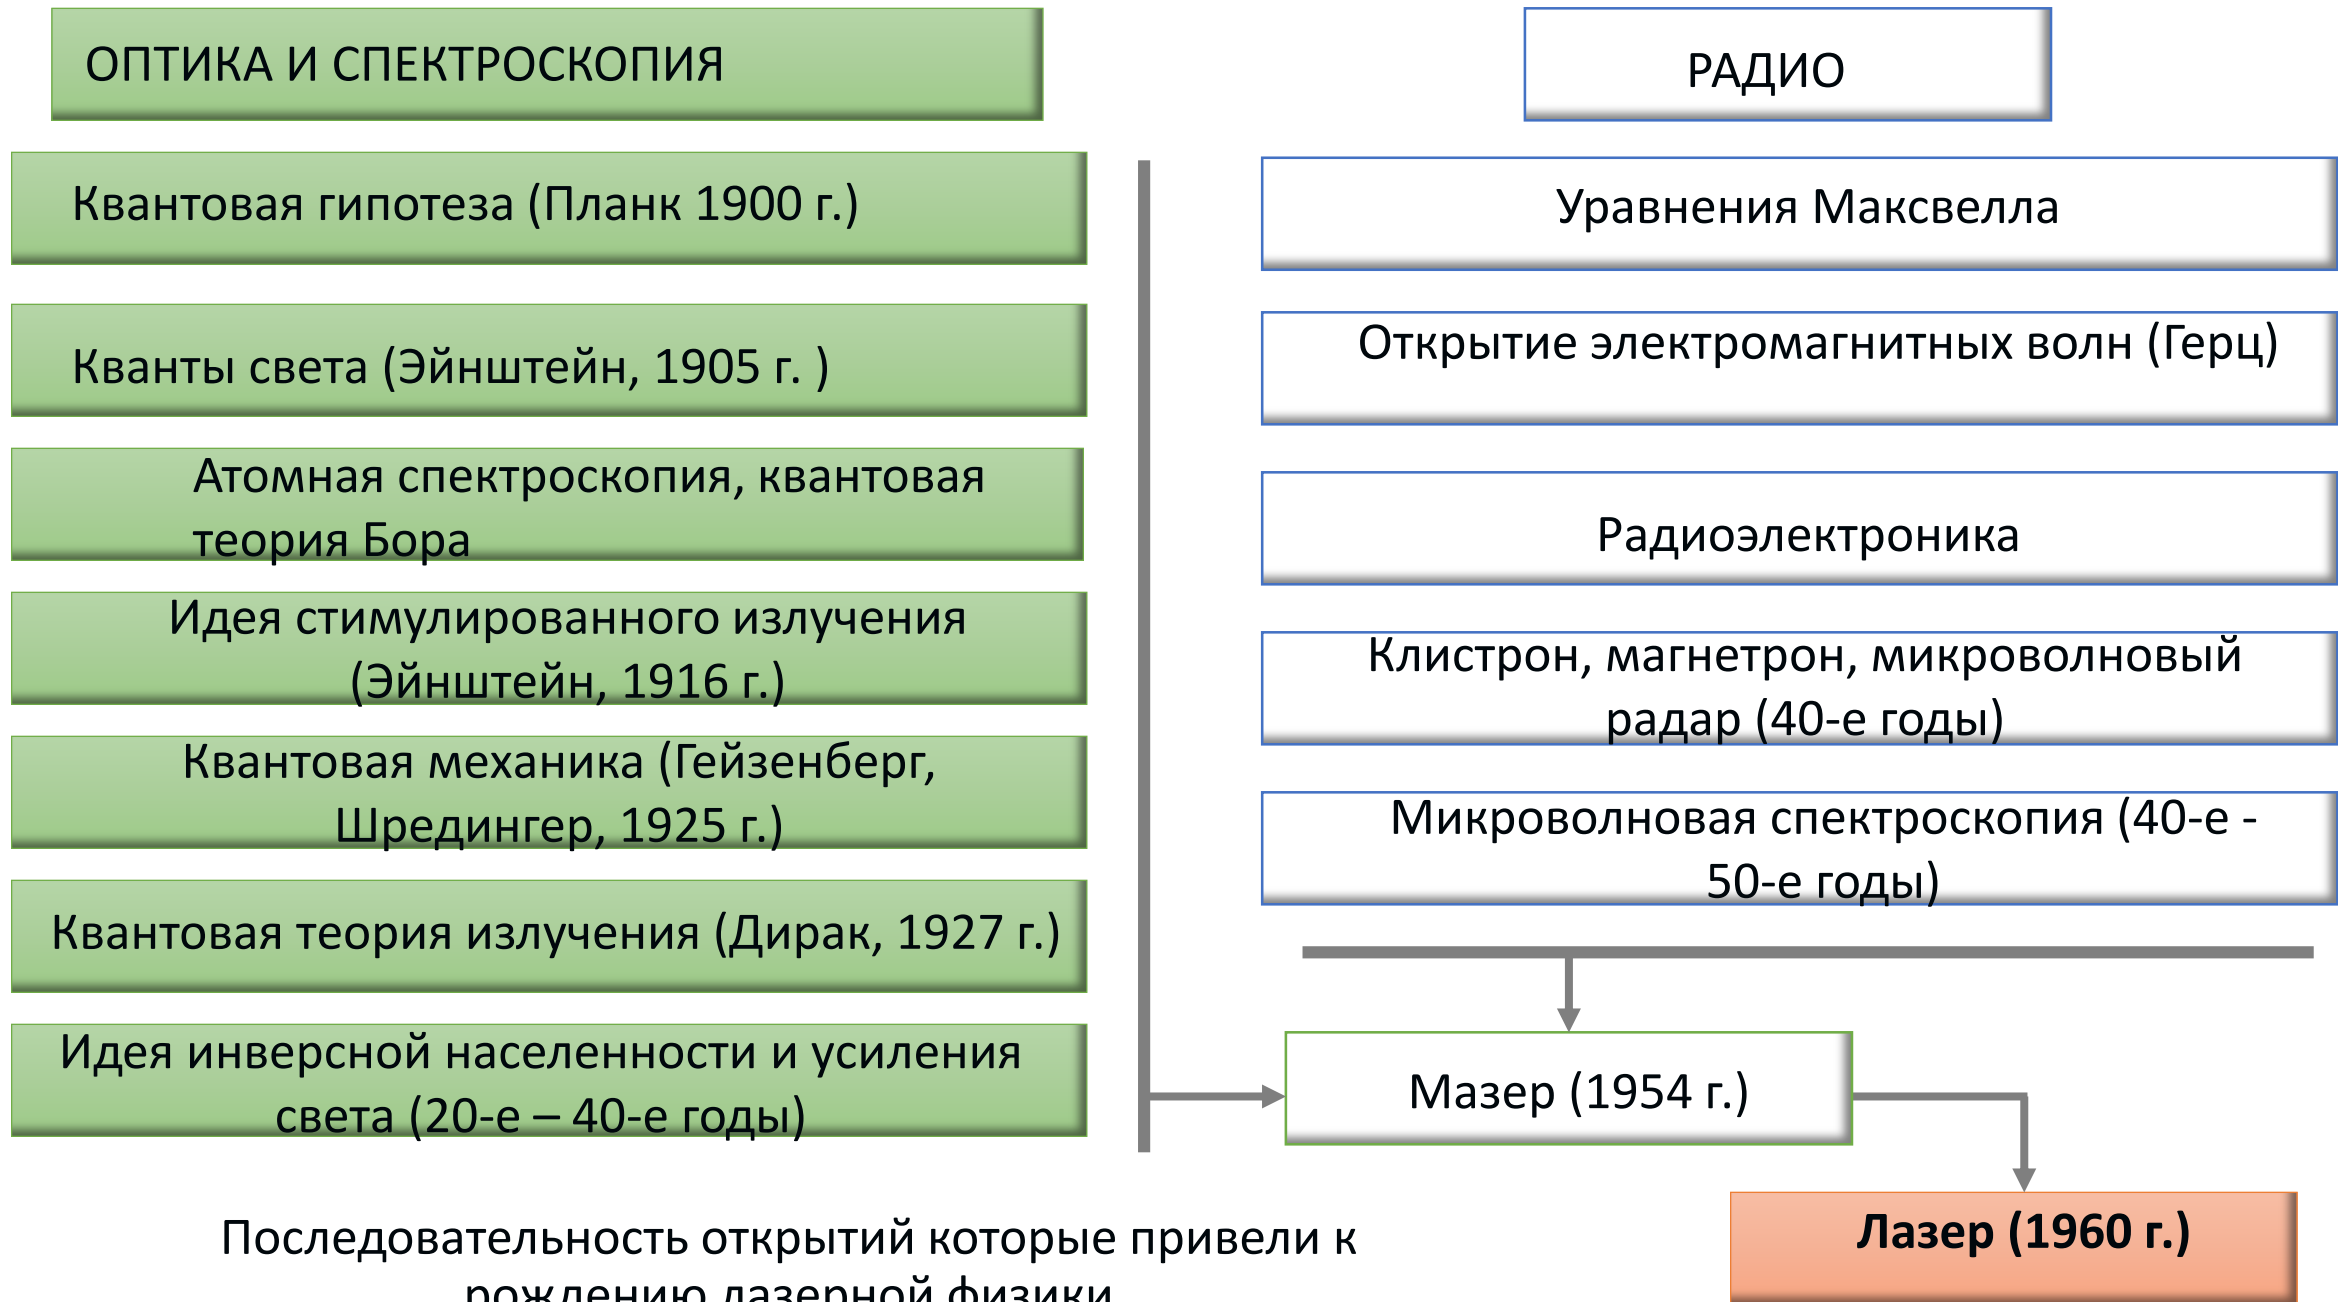 ОПТИКА И СПЕКТРОСКОПИЯ
Квантовая гипотеза (Планк 1900 г.)
Кванты света (Эйнштейн, 1905 г. )
Атомная спектроскопия, квантовая
теория Бора
Идея стимулированного излучения
(Эйнштейн, 1916 г.)
Квантовая механика (Гейзенберг,
Шредингер, 1925 г.)
Квантовая теория излучения (Дирак, 1927 г.)
Идея инверсной населенности и усиления
света (20-е – 40-е годы)
РАДИО
Уравнения Максвелла
Открытие электромагнитных волн (Герц)
Радиоэлектроника
Клистрон, магнетрон, микроволновый
радар (40-е годы)
Микроволновая спектроскопия (40-е -
50-е годы)
Мазер (1954 г.)
Лазер (1960 г.)
Последовательность открытий которые привели к
рождению лазерной физики